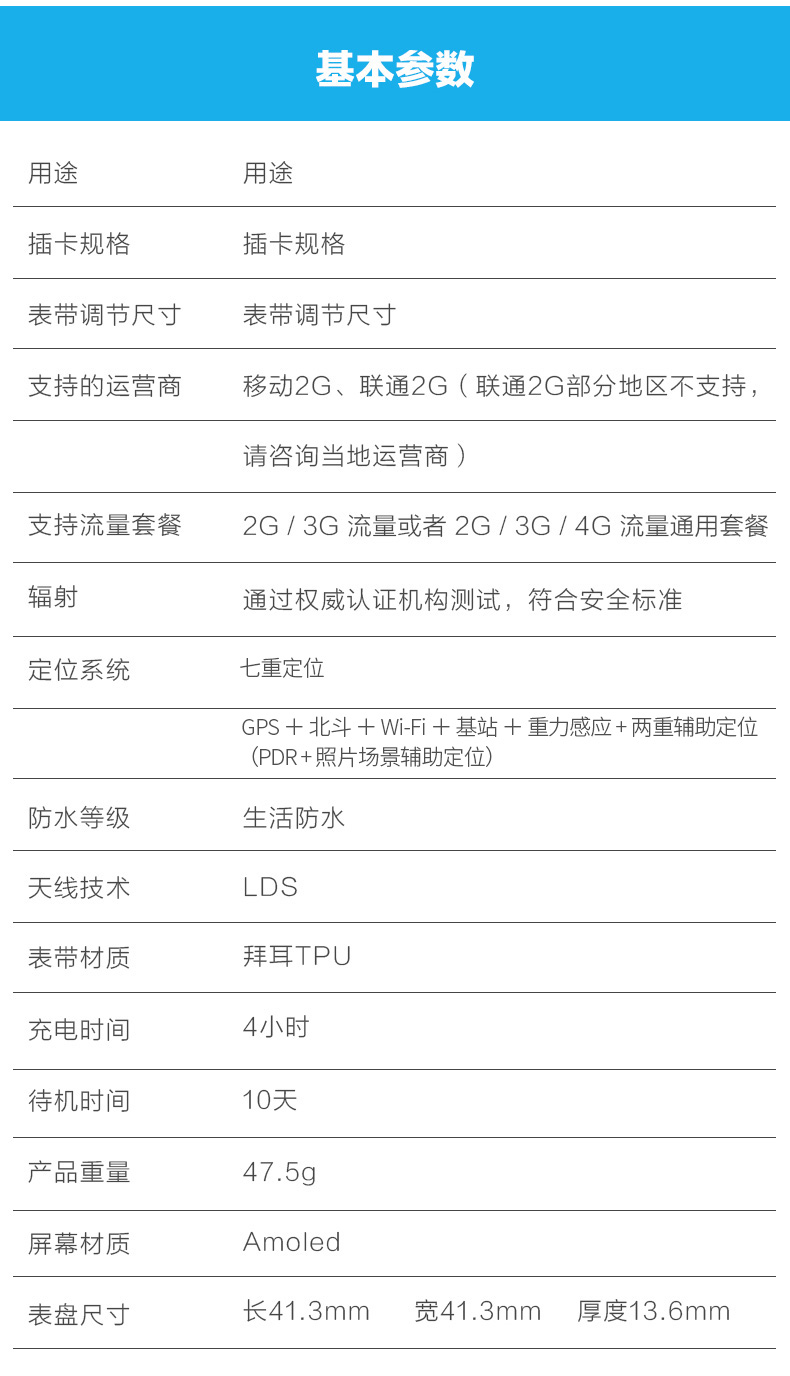 基本参数
用途 用途
插卡规格 插卡规格
表带调节尺寸 表带调节尺寸
支持的运营商 移动2G、联通2G（联通2G部分地区不支持，
请咨询当地运营商）
支持流量套餐 2G / 3G 流量或者 2G / 3G / 4G 流量通用套餐
辐射 通过权威认证机构测试，符合安全标准
定位系统 七重定位
GPS＋北斗＋Wi-Fi＋基站＋重力感应+两重辅助定位
（PDR+照片场景辅助定位）
防水等级 生活防水
天线技术 LDS
表带材质 拜耳TPU
充电时间 4小时
待机时间 10天
产品重量 47.5g
屏幕材质 Amoled
表盘尺寸 长41.3mm 宽41.3mm 厚度13.6mm